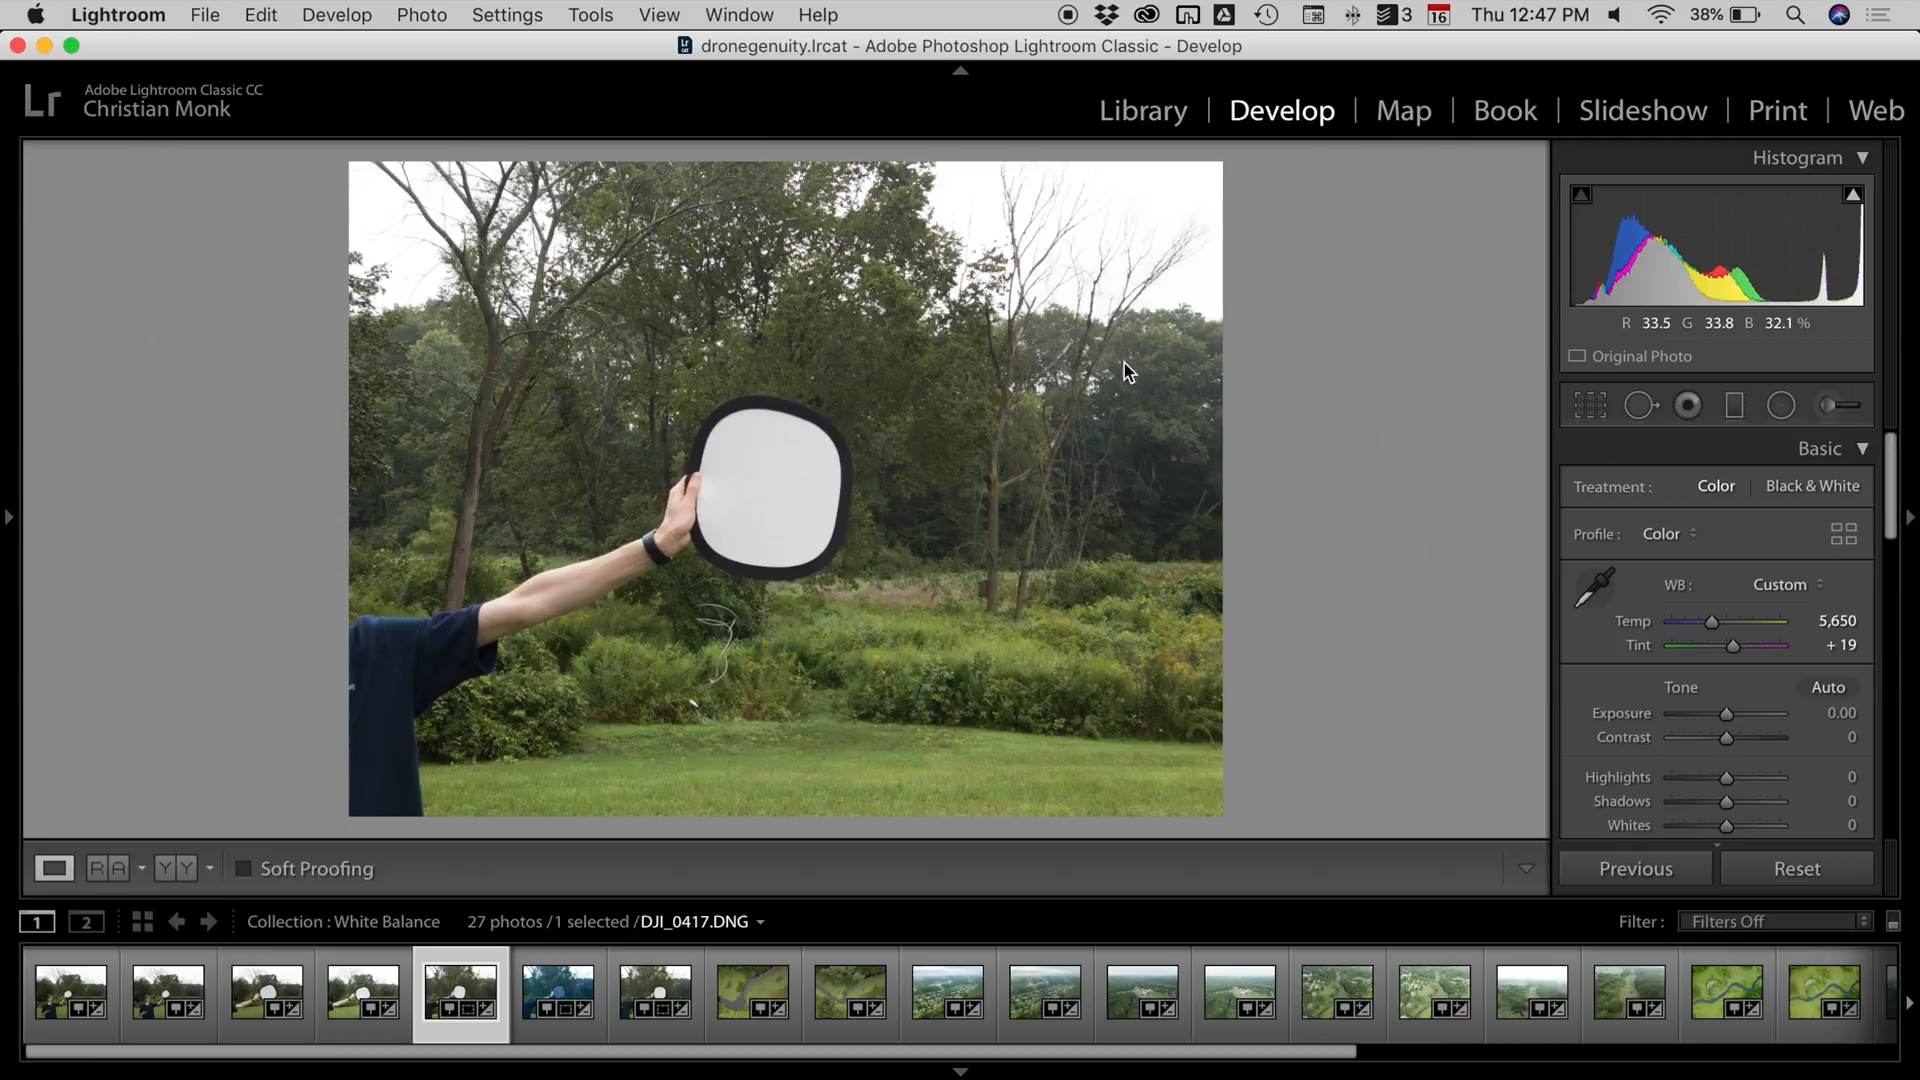 Lightroom File Edit Develop Photo Settings Tools View Window Help 3 16 Thu 12:47 PM 38%
dronegenuity.lrcat - Adobe Photoshop Lightroom Classic - Develop
Lr Adobe Lightroom Classic CC
Christian Monk
Library | Develop | Map | Book | Slideshow | Print | Web
Histogram
R 33.5 G 33.8 B 32.1 %
Original Photo
Basic
Treatment : Color Black & White
Profile : Color
WB : Custom
Temp 5,650
Tint + 19
Tone Auto
Exposure 0.00
Contrast 0
Highlights 0
Shadows 0
Whites 0
R A Y Y Soft Proofing Previous Reset
1 2 Collection : White Balance 27 photos / 1 selected / DJI_0417.DNG Filter : Filters Off